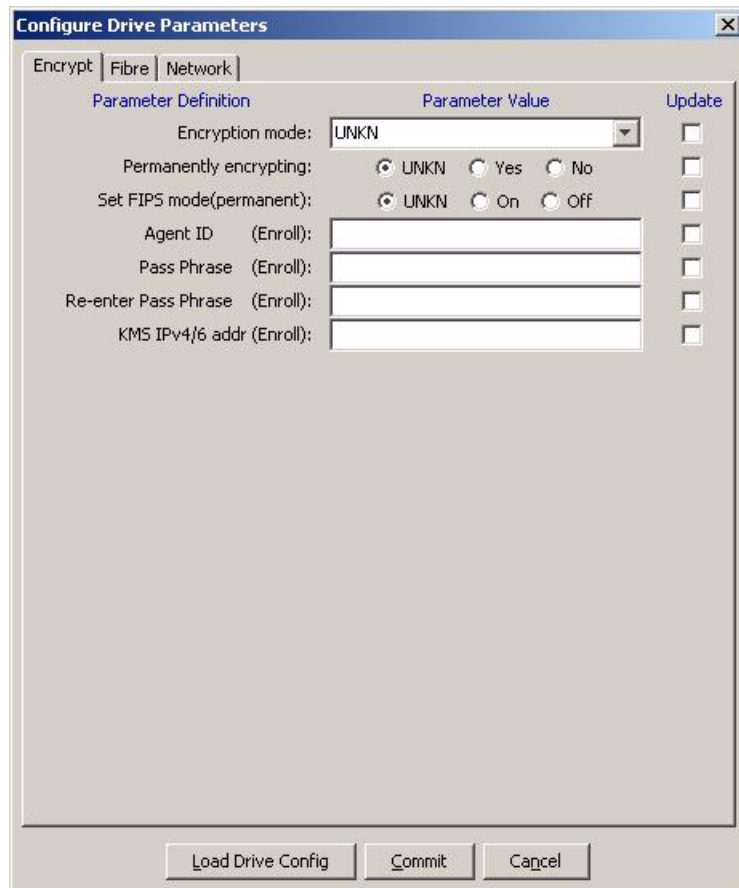 Configure Drive Parameters
Encrypt Fibre Network
Parameter Definition Parameter Value Update
Encryption mode: UNKN
Permanently encrypting: UNKN Yes No
Set FIPS mode(permanent): UNKN On Off
Agent ID (Enroll):
Pass Phrase (Enroll):
Re-enter Pass Phrase (Enroll):
KMS IPv4/6 addr (Enroll):
Load Drive Config Commit Cancel